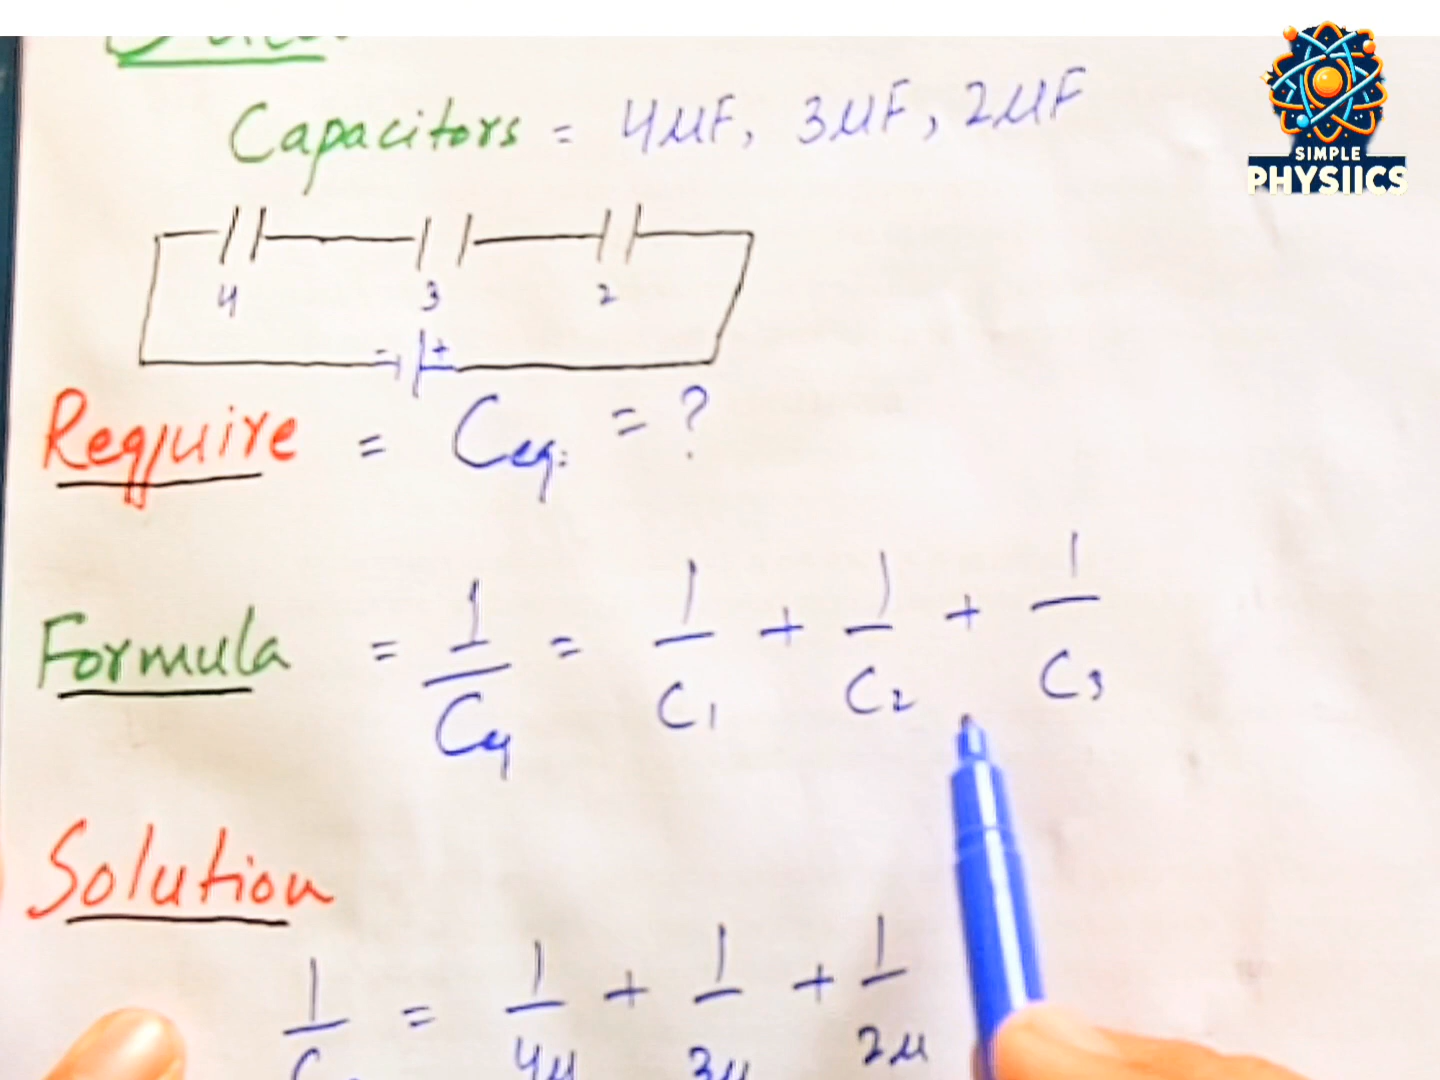 SIMPLE
PHYSIICS
Capacitors = 4μF, 3μF, 2μF
4 3 2
- +
Reqiuire = Ceq. = ?
Formula = 1/Ceq = 1/C1 + 1/C2 + 1/C3
Solution
1/C = 1/4μ + 1/3μ + 1/2μ